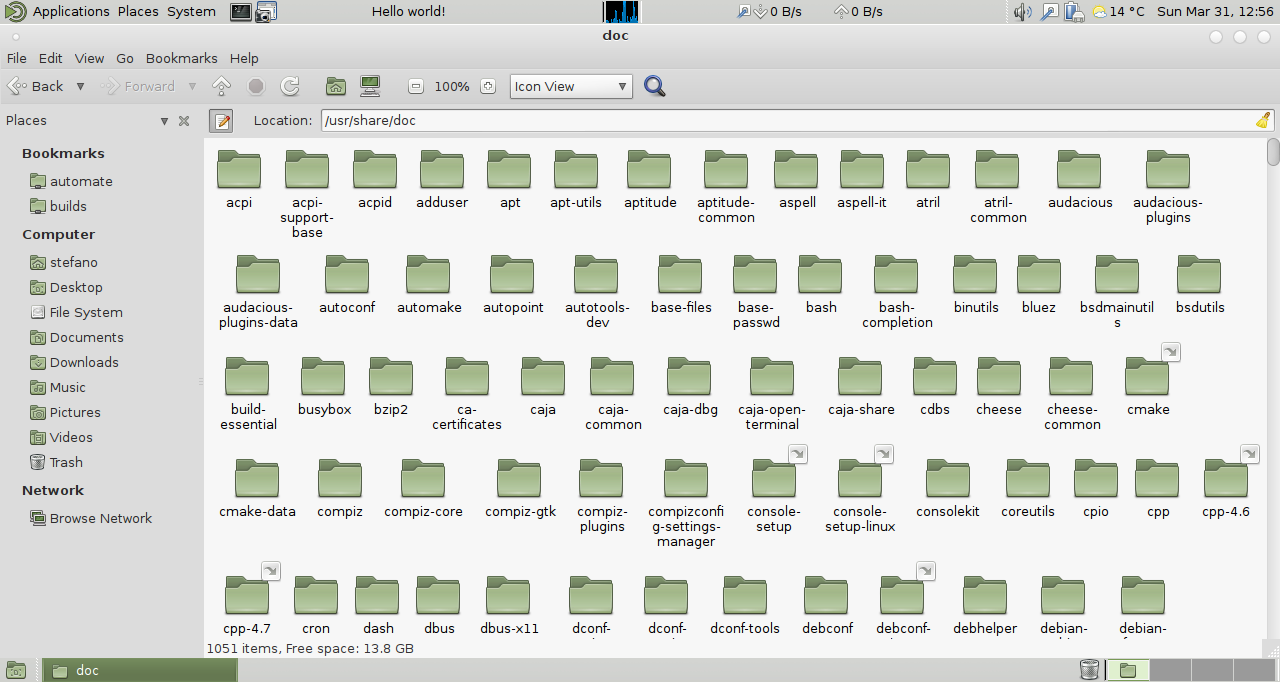 Applications Places System Hello world! 0 B/s 0 B/s 14 °C Sun Mar 31, 12:56
doc
File Edit View Go Bookmarks Help
Back Forward 100% Icon View
Places Location: /usr/share/doc
Bookmarks
automate
builds
Computer
stefano
Desktop
File System
Documents
Downloads
Music
Pictures
Videos
Trash
Network
Browse Network
acpi acpi- acpid adduser apt apt-utils aptitude aptitude- aspell aspell-it atril atril- audacious audacious-
support- common common plugins
base
audacious- autoconf automake autopoint autotools- base-files base- bash bash- binutils bluez bsdmainutil bsdutils
plugins-data dev passwd completion s
build- busybox bzip2 ca- caja caja- caja-dbg caja-open- caja-share cdbs cheese cheese- cmake
essential certificates common terminal common
cmake-data compiz compiz-core compiz-gtk compiz- compizconfi console- console- consolekit coreutils cpio cpp cpp-4.6
plugins g-settings- setup setup-linux
manager
cpp-4.7 cron dash dbus dbus-x11 dconf- dconf- dconf-tools debconf debconf- debhelper debian- debian-
1051 items, Free space: 13.8 GB
doc